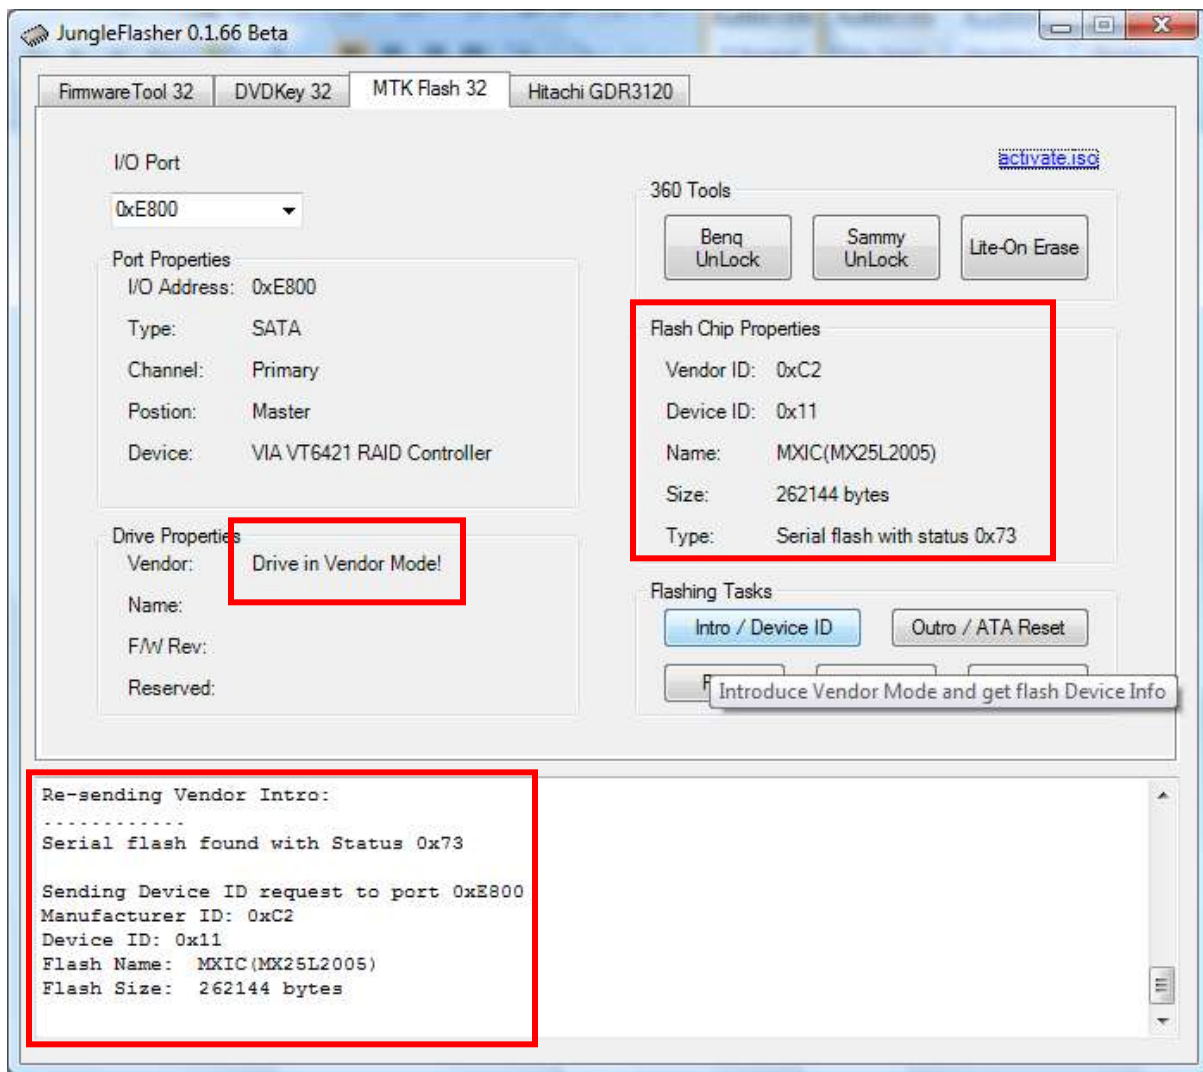 JungleFlasher 0.1.66 Beta
FirmwareTool 32
DVDKey 32
MTK Flash 32
Hitachi GDR3120
I/O Port
activate.iso
0xE800
360 Tools
Benq
UnLock
Sammy
UnLock
Lite-On Erase
Port Properties
I/O Address: 0xE800
Type: SATA
Channel: Primary
Postion: Master
Device: VIA VT6421 RAID Controller
Flash Chip Properties
Vendor ID: 0xC2
Device ID: 0x11
Name: MXIC(MX25L2005)
Size: 262144 bytes
Type: Serial flash with status 0x73
Drive Properties
Vendor: Drive in Vendor Mode!
Name:
F/W Rev:
Reserved:
Flashing Tasks
Intro / Device ID
Outro / ATA Reset
Introduce Vendor Mode and get flash Device Info
Re-sending Vendor Intro:
............
Serial flash found with Status 0x73
Sending Device ID request to port 0xE800
Manufacturer ID: 0xC2
Device ID: 0x11
Flash Name: MXIC(MX25L2005)
Flash Size: 262144 bytes